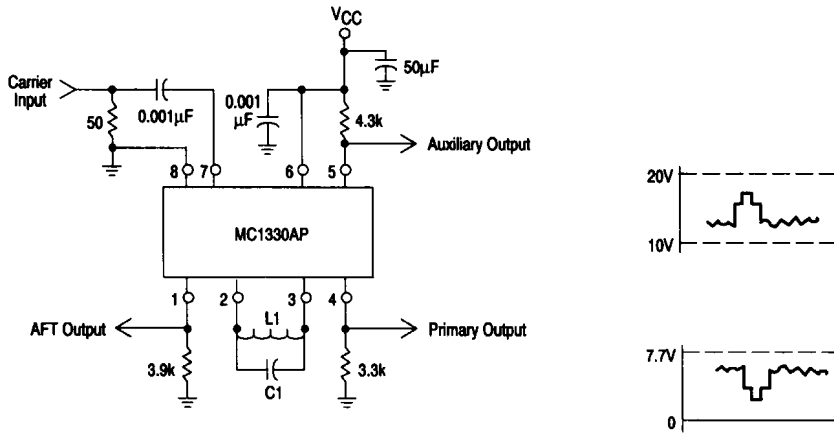 VCC
50μF
Carrier
Input
0.001μF
50
0.001
μF
4.3k
Auxiliary Output
8
7
6
5
MC1330AP
1
2
3
4
AFT Output
L1
Primary Output
3.9k
C1
3.3k
20V
10V
7.7V
0